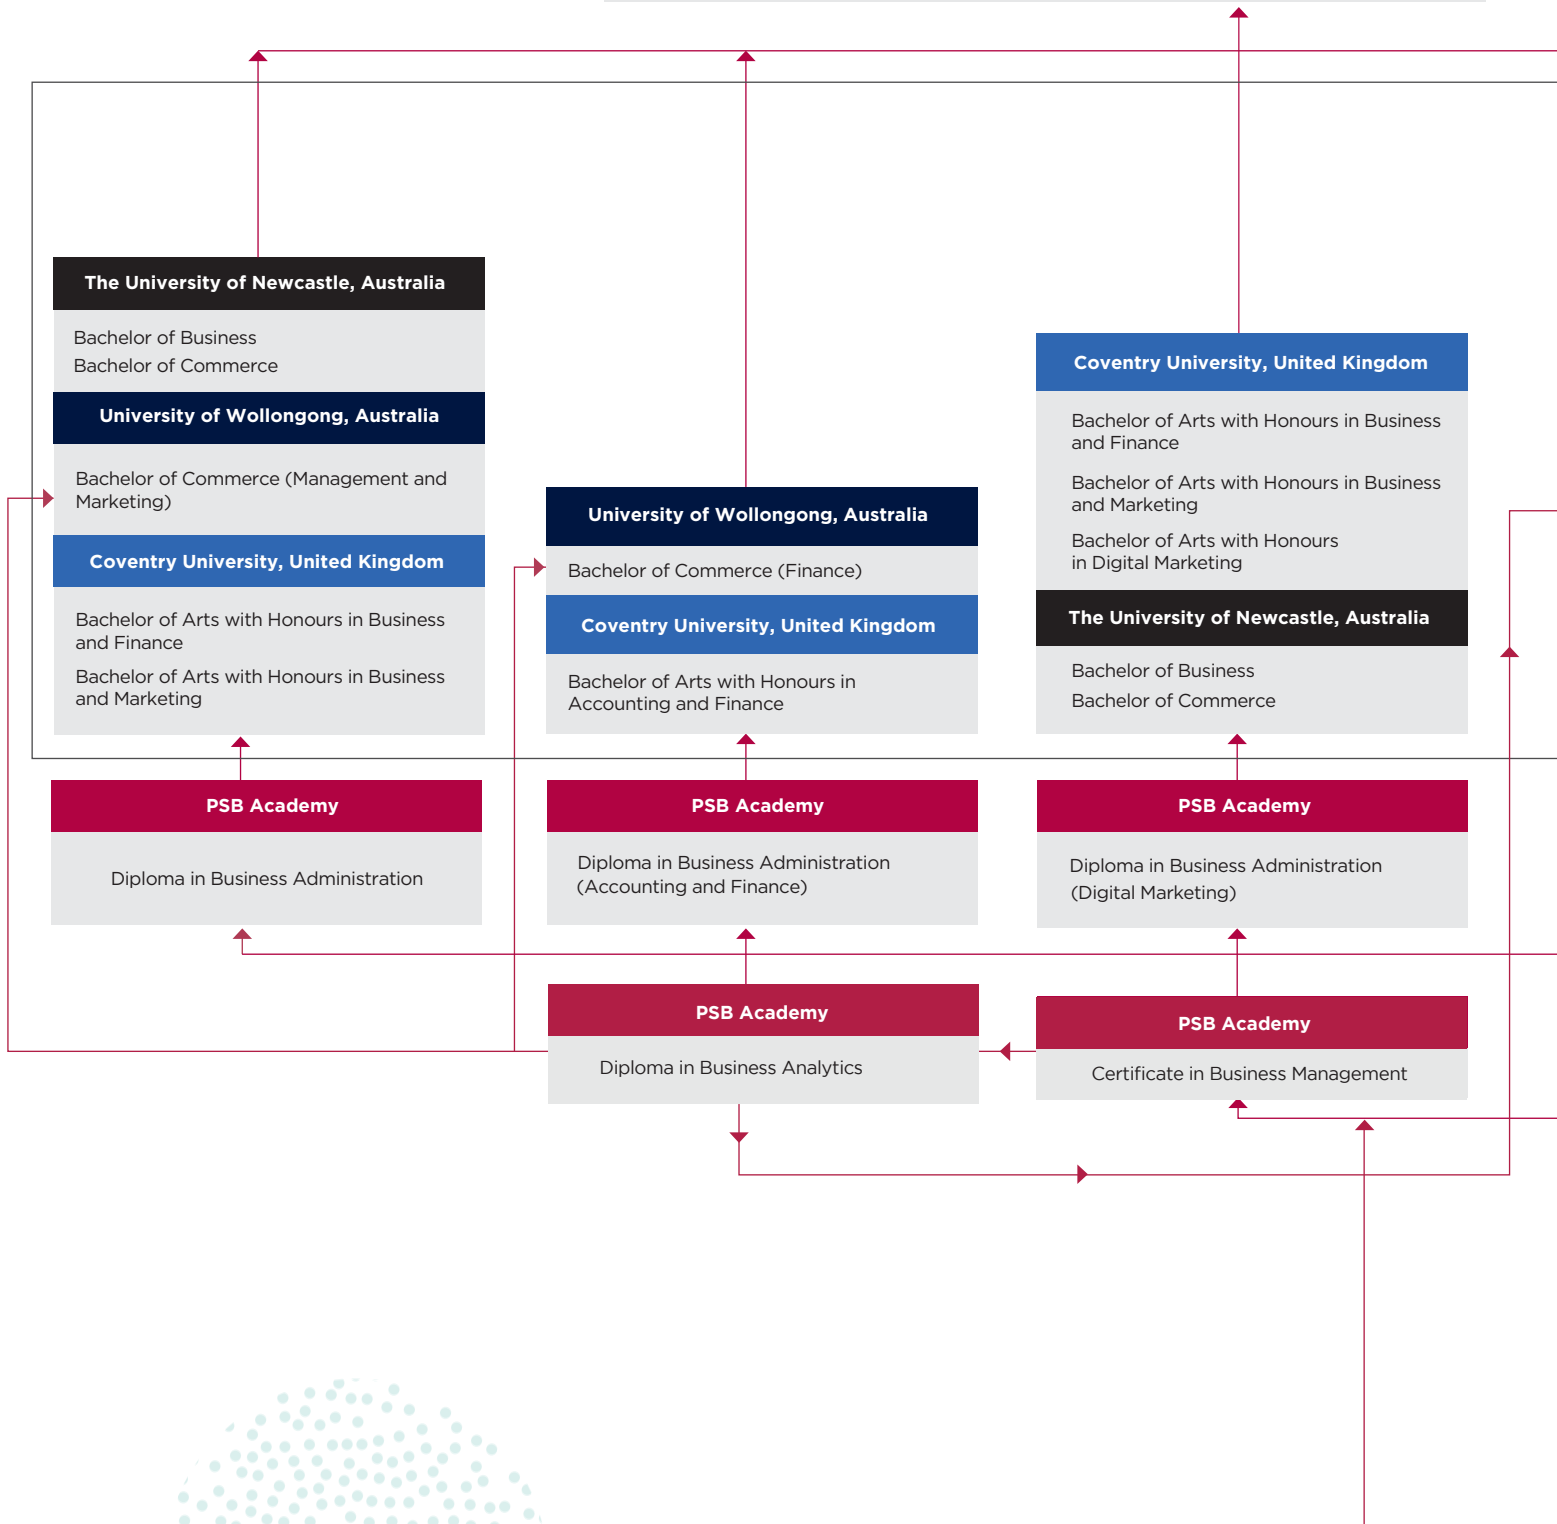 The University of Newcastle, Australia
Bachelor of Business
Bachelor of Commerce
University of Wollongong, Australia
Bachelor of Commerce (Management and
Marketing)
Coventry University, United Kingdom
Bachelor of Arts with Honours in Business
and Finance
Bachelor of Arts with Honours in Business
and Marketing
University of Wollongong, Australia
Bachelor of Commerce (Finance)
Coventry University, United Kingdom
Bachelor of Arts with Honours in
Accounting and Finance
Coventry University, United Kingdom
Bachelor of Arts with Honours in Business
and Finance
Bachelor of Arts with Honours in Business
and Marketing
Bachelor of Arts with Honours
in Digital Marketing
The University of Newcastle, Australia
Bachelor of Business
Bachelor of Commerce
PSB Academy
Diploma in Business Administration
PSB Academy
Diploma in Business Administration
(Accounting and Finance)
PSB Academy
Diploma in Business Administration
(Digital Marketing)
PSB Academy
Diploma in Business Analytics
PSB Academy
Certificate in Business Management